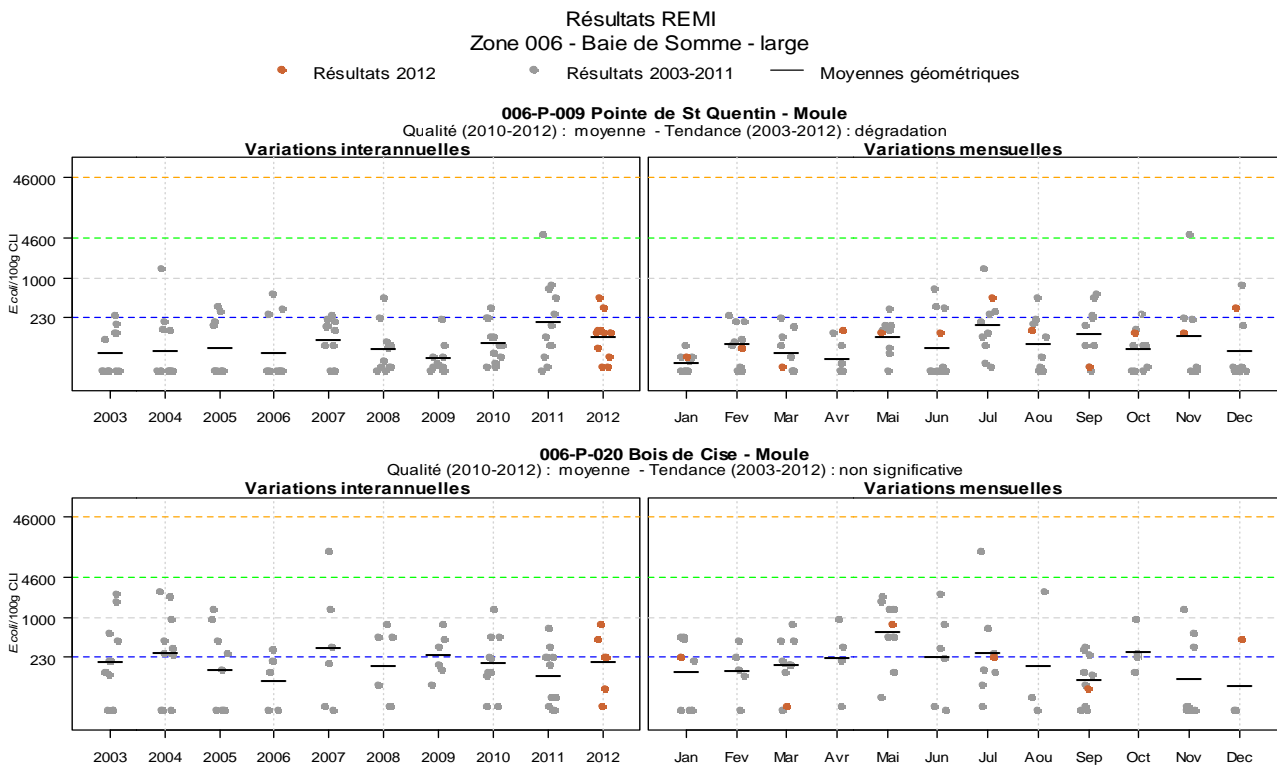 Résultats REMI
Zone 006 - Baie de Somme - large
Résultats 2012 Résultats 2003-2011 Moyennes géométriques
006-P-009 Pointe de St Quentin - Moule
Qualité (2010-2012) : moyenne - Tendance (2003-2012) : dégradation
Variations interannuelles Variations mensuelles
E.coli/100g CLI
46000
4600
1000
230
2003 2004 2005 2006 2007 2008 2009 2010 2011 2012 Jan Fev Mar Avr Mai Jun Jul Aou Sep Oct Nov Dec
006-P-020 Bois de Cise - Moule
Qualité (2010-2012) : moyenne - Tendance (2003-2012) : non significative
Variations interannuelles Variations mensuelles
E.coli/100g CLI
46000
4600
1000
230
2003 2004 2005 2006 2007 2008 2009 2010 2011 2012 Jan Fev Mar Avr Mai Jun Jul Aou Sep Oct Nov Dec